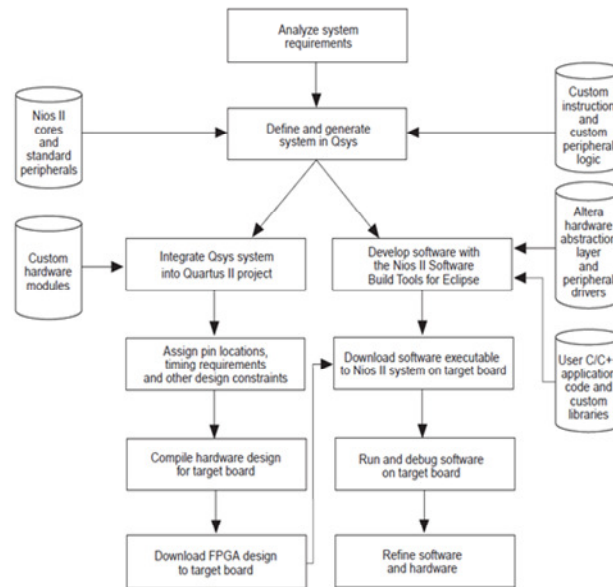 Analyze system
requirements
Nios II
cores
and
standard
peripherals
Define and generate
system in Qsys
Custom
instruction
and
custom
peripheral
logic
Custom
hardware
modules
Integrate Qsys system
into Quartus II project
Develop software with
the Nios II Software
Build Tools for Eclipse
Altera
hardware
abstraction
layer
and
peripheral
drivers
Assign pin locations,
timing requirements
and other design constraints
Download software executable
to Nios II system on target board
User C/C+
application
code and
custom
libraries
Compile hardware design
for target board
Run and debug software
on target board
Download FPGA design
to target board
Refine software
and hardware